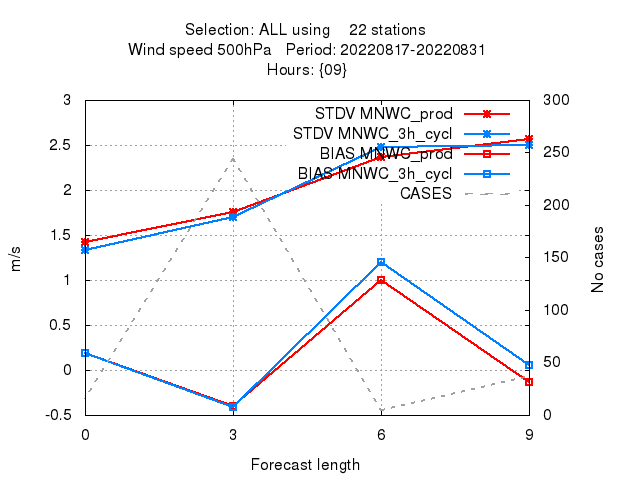 Selection: ALL using    22 stations
Wind speed 500hPa   Period: 20220817-20220831
Hours: {09}
3
2.5
2
1.5
1
0.5
0
-0.5
m/s
300
250
200
150
100
50
0
No cases
STDV MNWC_prod
STDV MNWC_3h_cycl
BIAS MNWC_prod
BIAS MNWC_3h_cycl
CASES
0 3 6 9
Forecast length